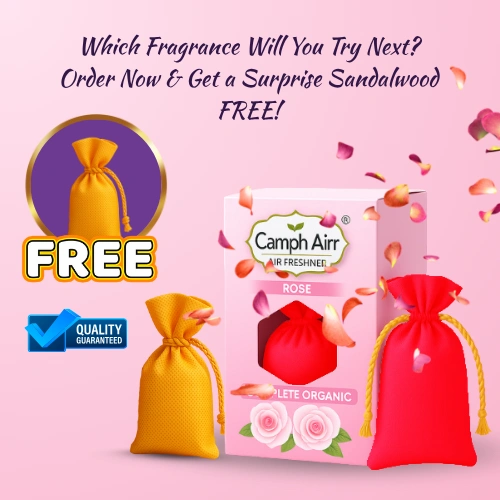 Which Fragrance Will You Try Next?
Order Now & Get a Surprise Sandalwood
FREE!
FREE
QUALITY
GUARANTEED
®
Camph Airr
AIR FRESHNER
ROSE
ORGANIC